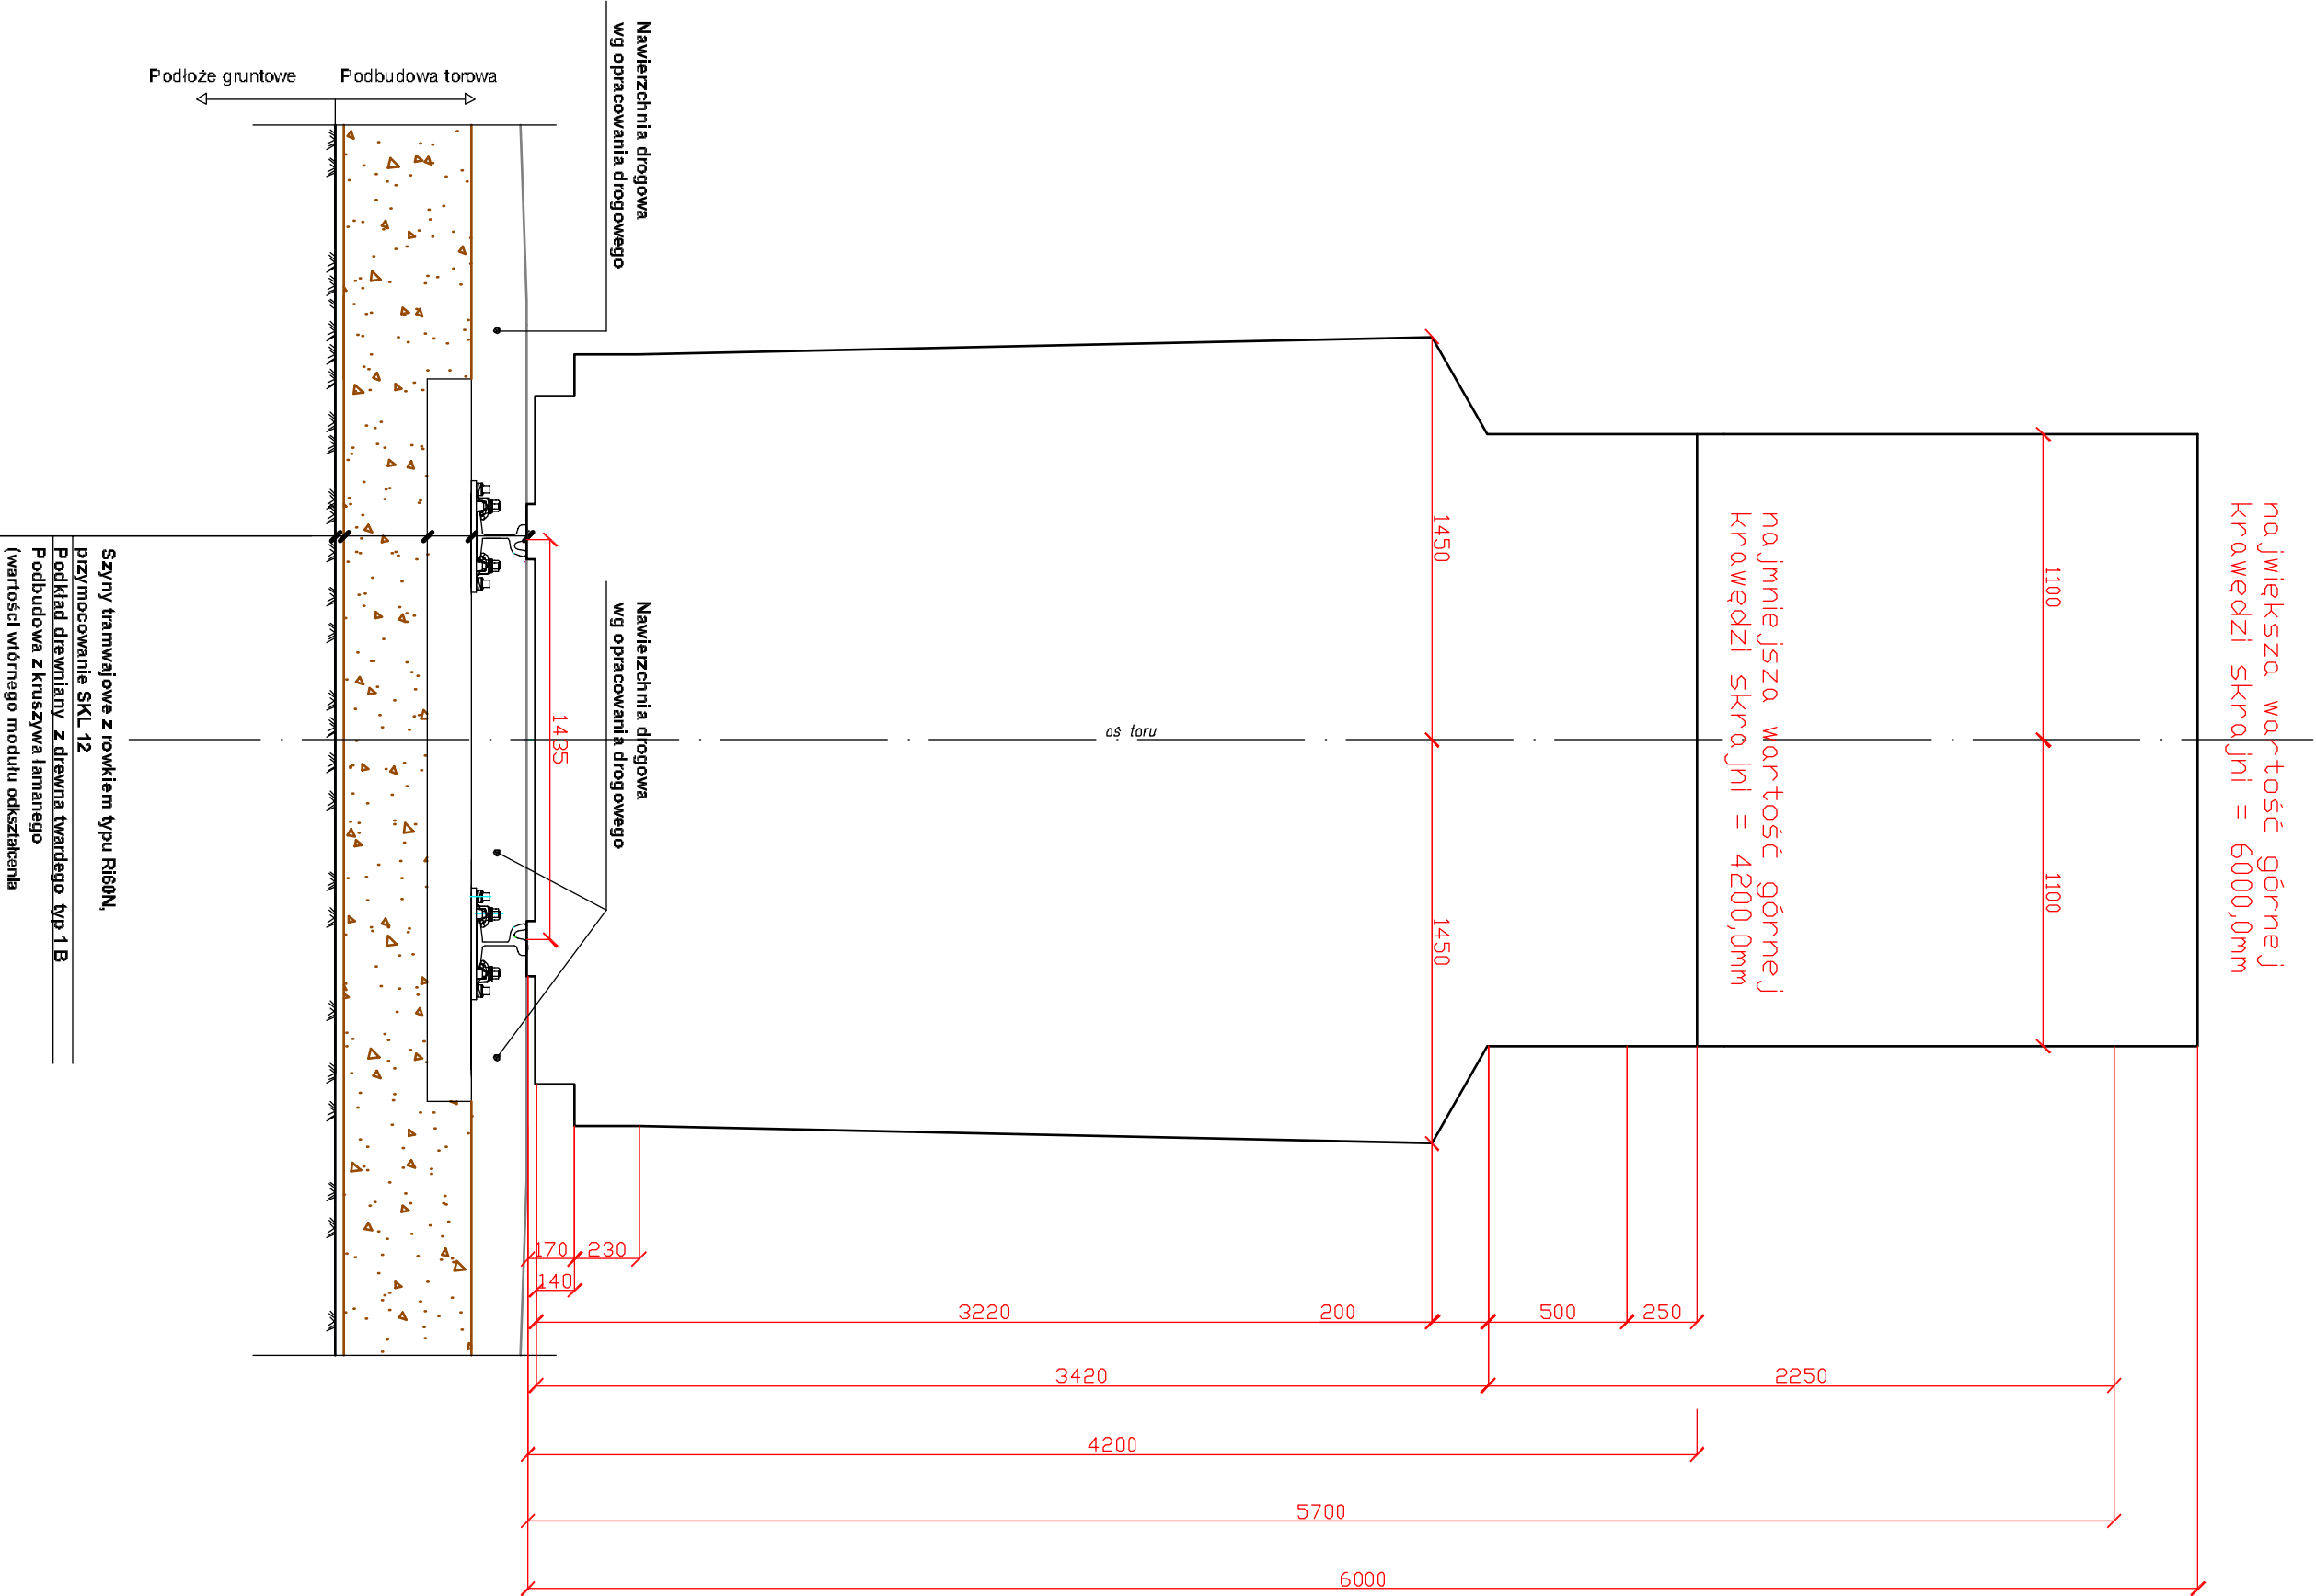 największa wartość górnej
krawędzi skrajni = 6000,0mm
1100
1100
najmniejsza wartość górnej
krawędzi skrajni = 4200,0mm
1450
1450
oś toru
Nawierzchnia drogowa
wg opracowania drogowego
Nawierzchnia drogowa
wg opracowania drogowego
1435
Podłoże gruntowe
Podbudowa torowa
Szyny tramwajowe z rowkiem typu Ri60N,
przymocowanie SKL 12
Podkład drewniany z drewna twardego typ 1 B
Podbudowa z kruszywa łamanego
(wartości wtórnego modułu odkształcenia
170
230
140
3220
200
500
250
3420
2250
4200
5700
6000